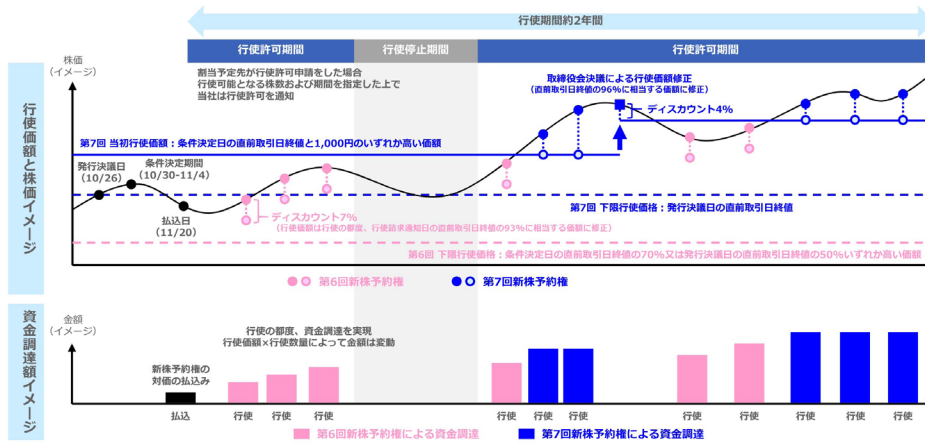 行使期間約2年間
行使許可期間
行使停止期間
行使許可期間
行使価額と株価イメージ
株価
(イメージ)
割当予定先が行使許可申請をした場合
行使可能となる株数および期間を指定した上で
当社は行使許可を通知
取締役会決議による行使価額修正
(直前取引日終値の96%に相当する価額に修正)
ディスカウント4%
第7回 当初行使価額:条件決定日の直前取引日終値と1,000円のいずれか高い価額
発行決議日
(10/26)
条件決定期間
(10/30-11/4)
払込日
(11/20)
ディスカウント7%
(行使価額は行使の都度、行使請求通知日の直前取引日終値の93%に相当する価額に修正)
第7回 下限行使価格:発行決議日の直前取引日終値
第6回 下限行使価格:条件決定日の直前取引日終値の70%又は発行決議日の直前取引日終値の50%いずれか高い価額
第6回新株予約権
第7回新株予約権
資金調達額イメージ
金額
(イメージ)
行使の都度、資金調達を実現
行使価額×行使数量によって金額は変動
新株予約権の
対価の払込み
払込
行使
行使
行使
行使
行使
行使
行使
行使
行使
行使
行使
第6回新株予約権による資金調達
第7回新株予約権による資金調達